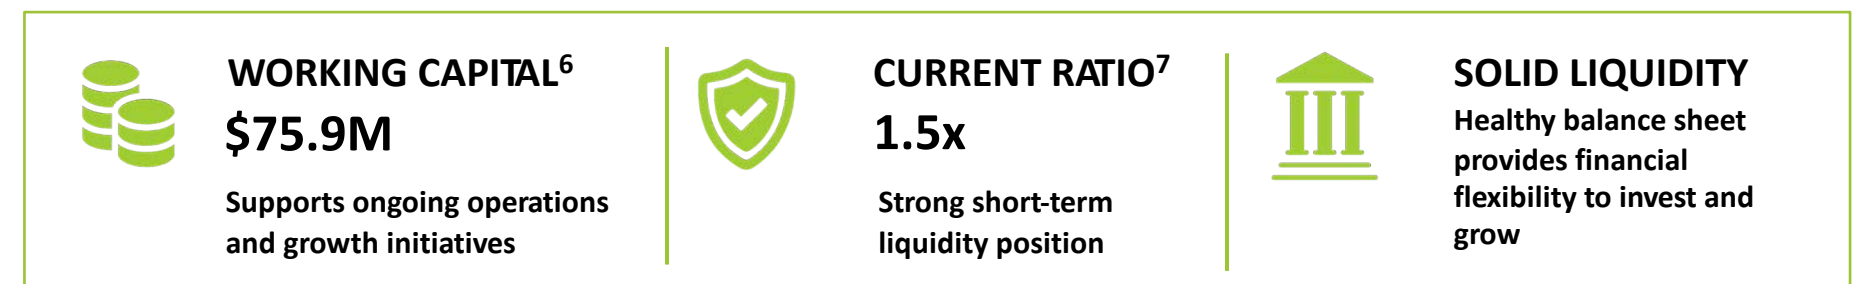 WORKING CAPITAL⁶
$75.9M
Supports ongoing operations
and growth initiatives
CURRENT RATIO⁷
1.5x
Strong short-term
liquidity position
SOLID LIQUIDITY
Healthy balance sheet
provides financial
flexibility to invest and
grow